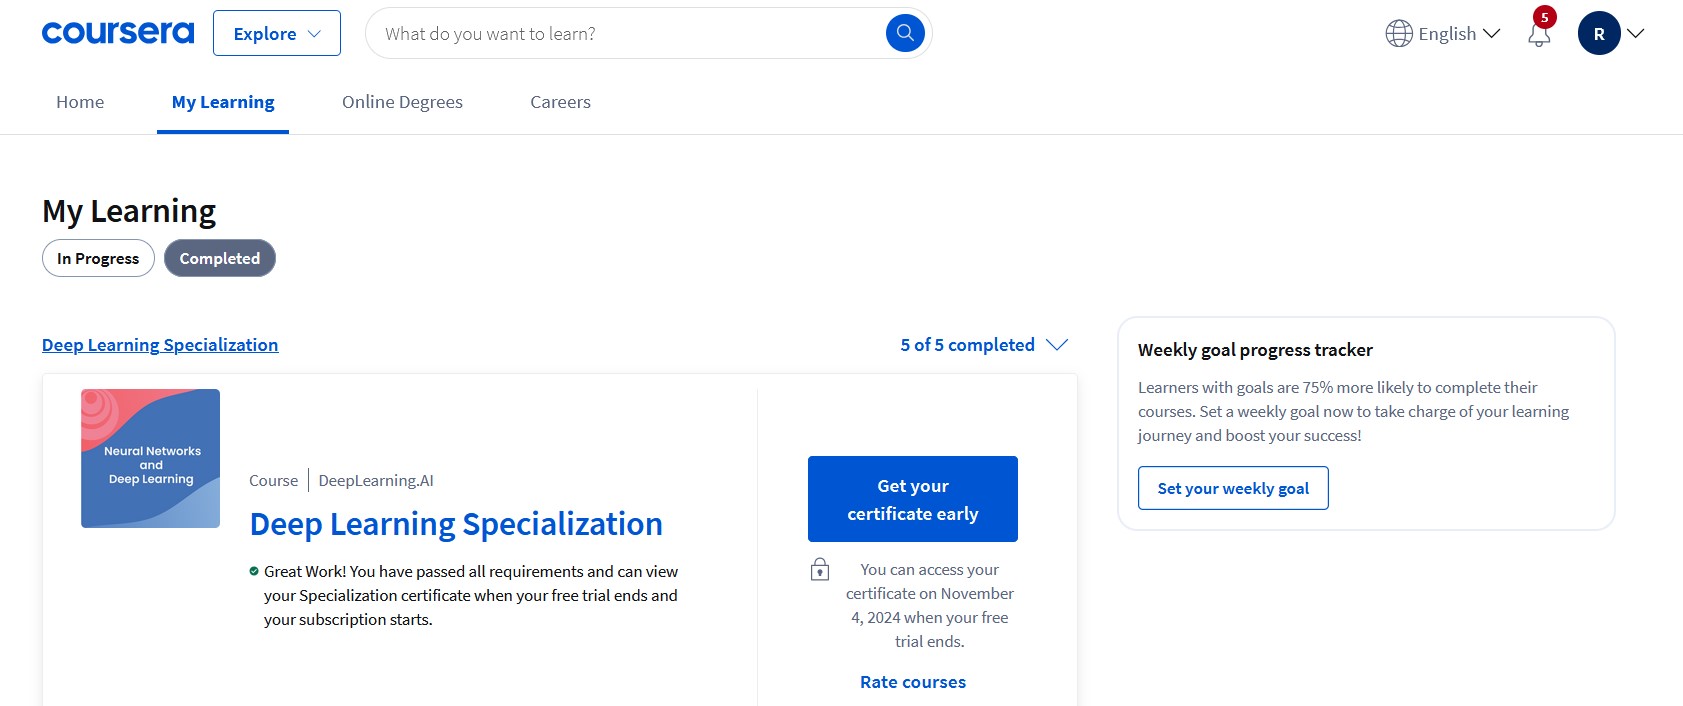 coursera
Explore
What do you want to learn?
English
5
R
Home
My Learning
Online Degrees
Careers
My Learning
In Progress
Completed
Deep Learning Specialization
5 of 5 completed
Neural Networks
and
Deep Learning
Course
DeepLearning.AI
Deep Learning Specialization
Great Work! You have passed all requirements and can view
your Specialization certificate when your free trial ends and
your subscription starts.
Get your
certificate early
You can access your
certificate on November
4, 2024 when your free
trial ends.
Rate courses
Weekly goal progress tracker
Learners with goals are 75% more likely to complete their
courses. Set a weekly goal now to take charge of your learning
journey and boost your success!
Set your weekly goal